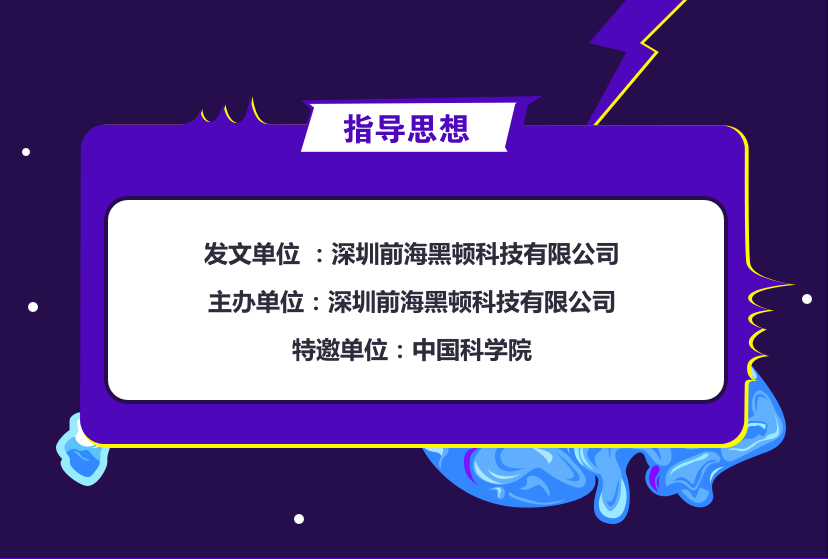 指导思想
发文单位 ：深圳前海黑顿科技有限公司
主办单位：深圳前海黑顿科技有限公司
特邀单位：中国科学院